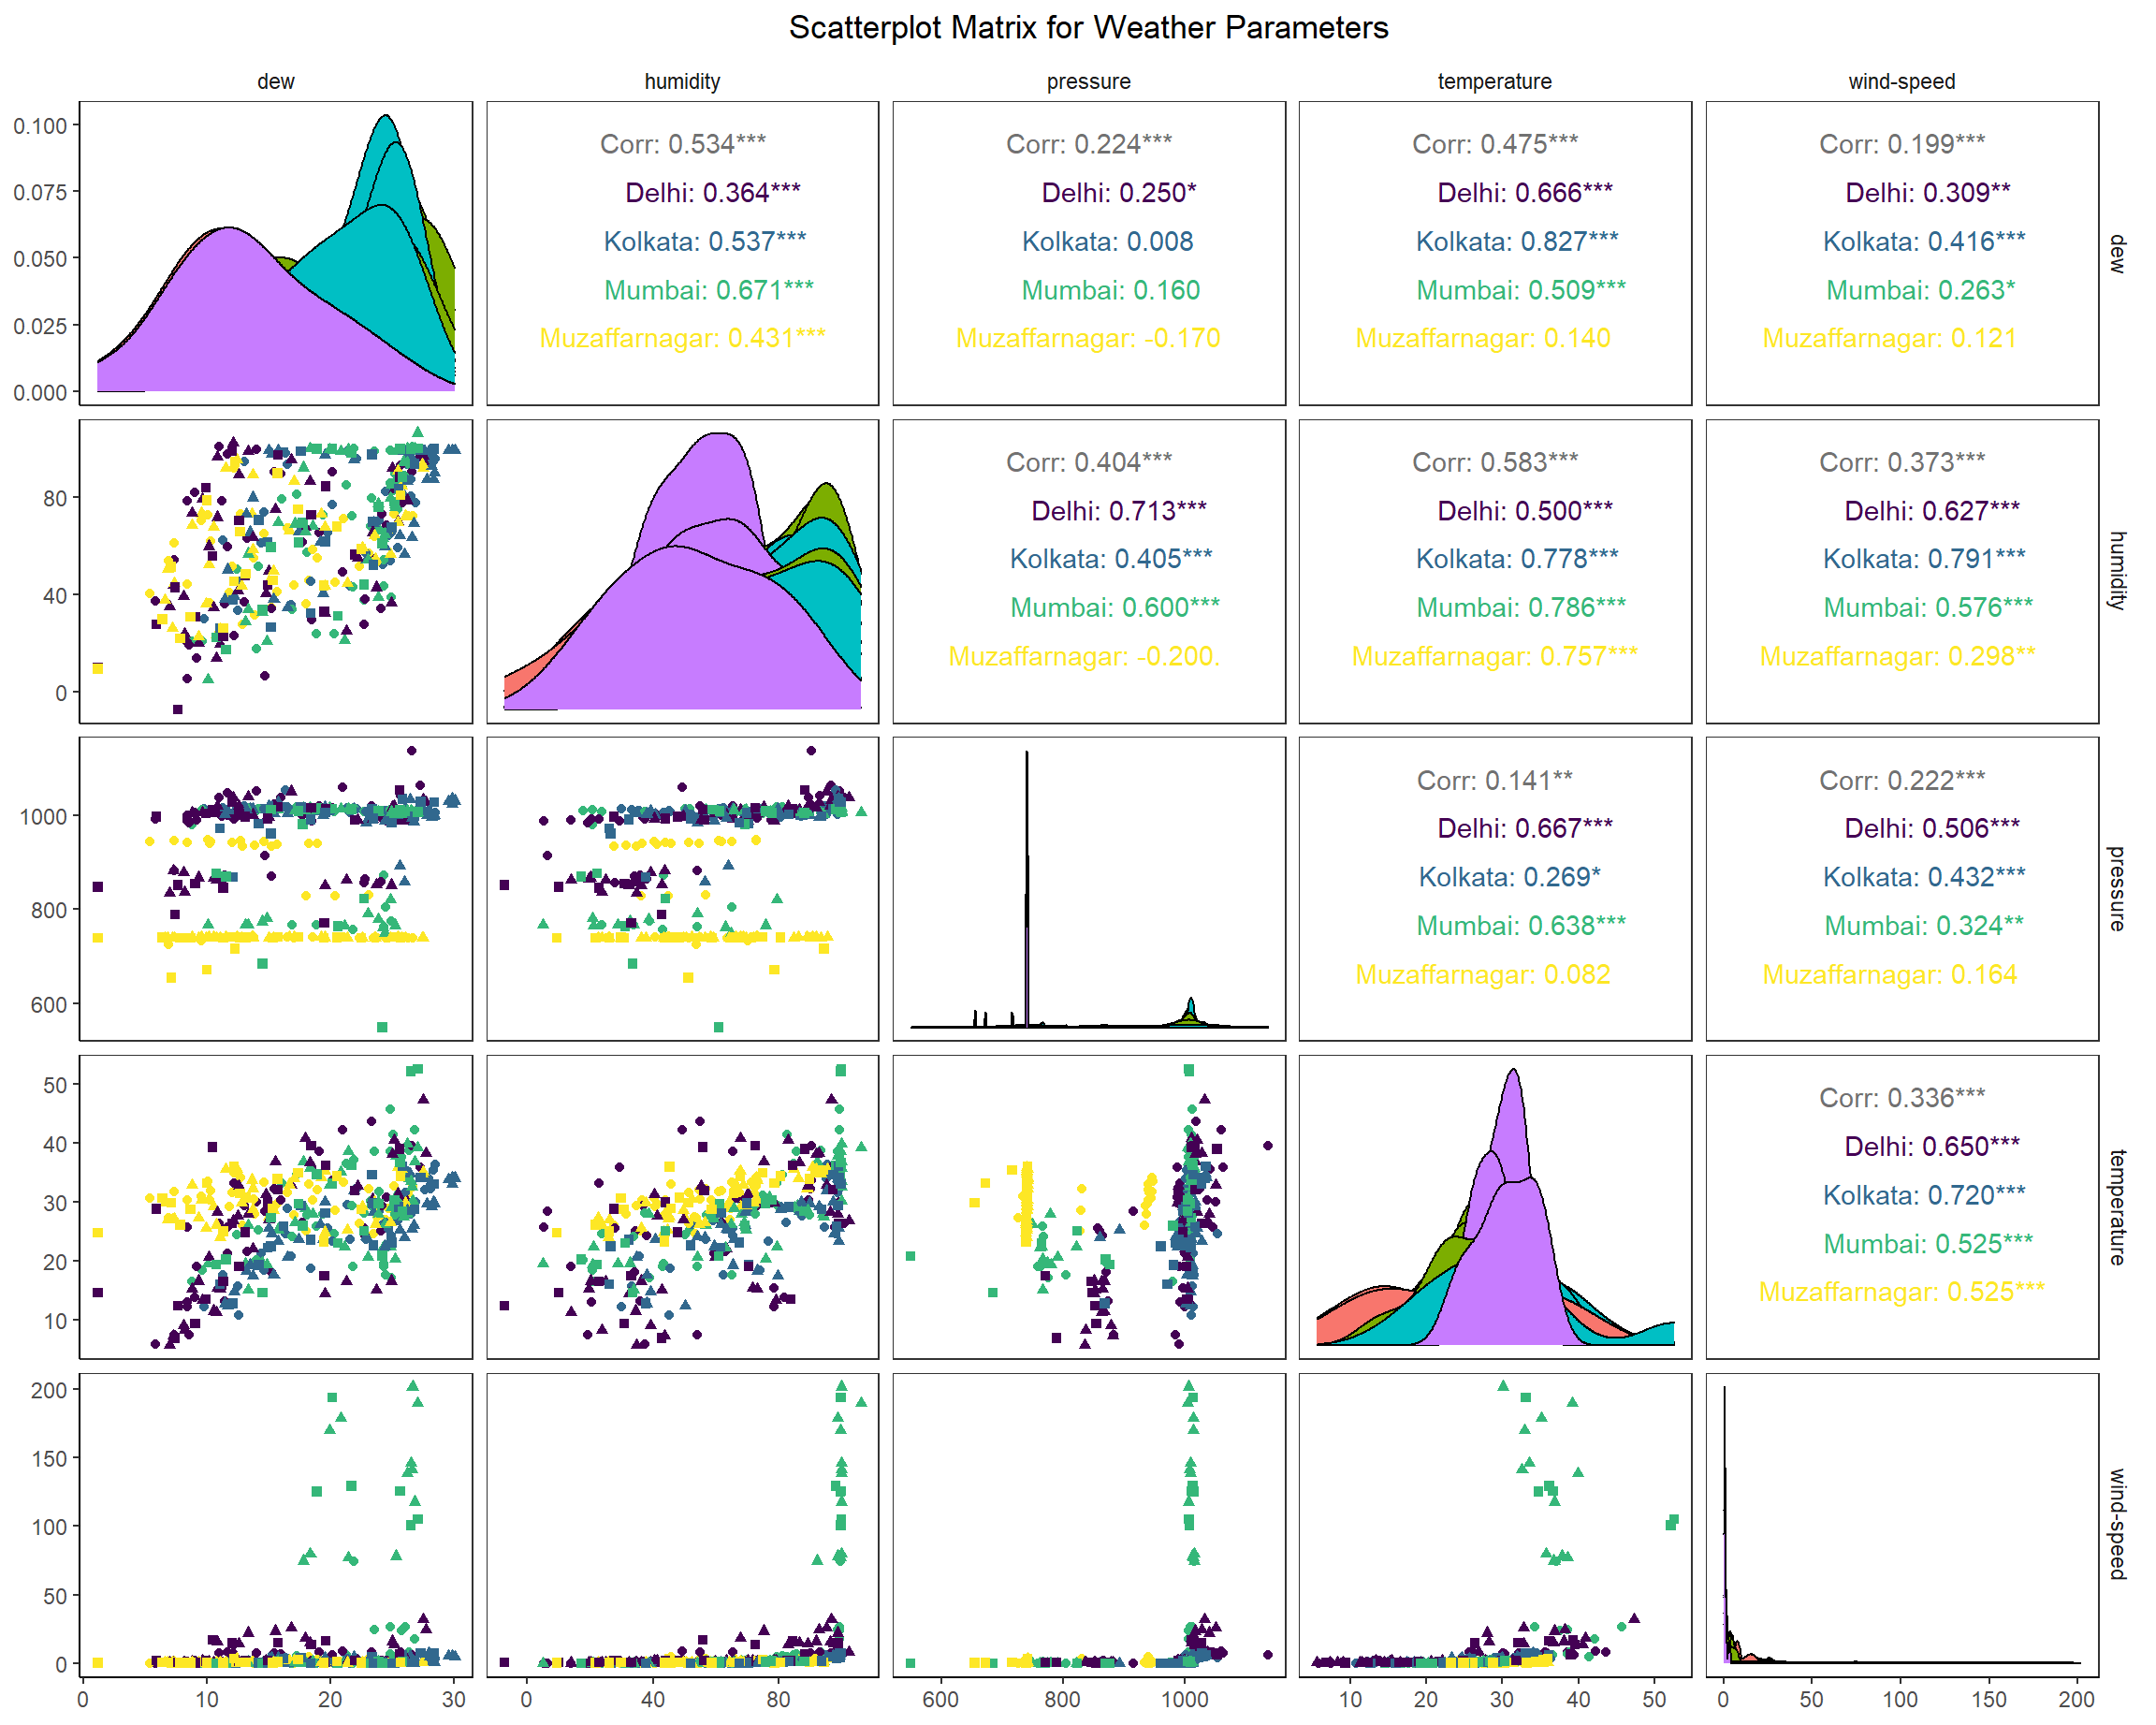 Scatterplot Matrix for Weather Parameters
dew
humidity
pressure
temperature
wind-speed
0.100
0.075
0.050
0.025
0.000
Corr: 0.534***
Delhi: 0.364***
Kolkata: 0.537***
Mumbai: 0.671***
Muzaffarnagar: 0.431***
Corr: 0.224***
Delhi: 0.250*
Kolkata: 0.008
Mumbai: 0.160
Muzaffarnagar: -0.170
Corr: 0.475***
Delhi: 0.666***
Kolkata: 0.827***
Mumbai: 0.509***
Muzaffarnagar: 0.140
Corr: 0.199***
Delhi: 0.309**
Kolkata: 0.416***
Mumbai: 0.263*
Muzaffarnagar: 0.121
dew
80
40
0
Corr: 0.404***
Delhi: 0.713***
Kolkata: 0.405***
Mumbai: 0.600***
Muzaffarnagar: -0.200.
Corr: 0.583***
Delhi: 0.500***
Kolkata: 0.778***
Mumbai: 0.786***
Muzaffarnagar: 0.757***
Corr: 0.373***
Delhi: 0.627***
Kolkata: 0.791***
Mumbai: 0.576***
Muzaffarnagar: 0.298**
humidity
1000
800
600
Corr: 0.141**
Delhi: 0.667***
Kolkata: 0.269*
Mumbai: 0.638***
Muzaffarnagar: 0.082
Corr: 0.222***
Delhi: 0.506***
Kolkata: 0.432***
Mumbai: 0.324**
Muzaffarnagar: 0.164
pressure
50
40
30
20
10
Corr: 0.336***
Delhi: 0.650***
Kolkata: 0.720***
Mumbai: 0.525***
Muzaffarnagar: 0.525***
temperature
200
150
100
50
0
wind-speed
0 10 20 30
0 40 80
600 800 1000
10 20 30 40 50
0 50 100 150 200